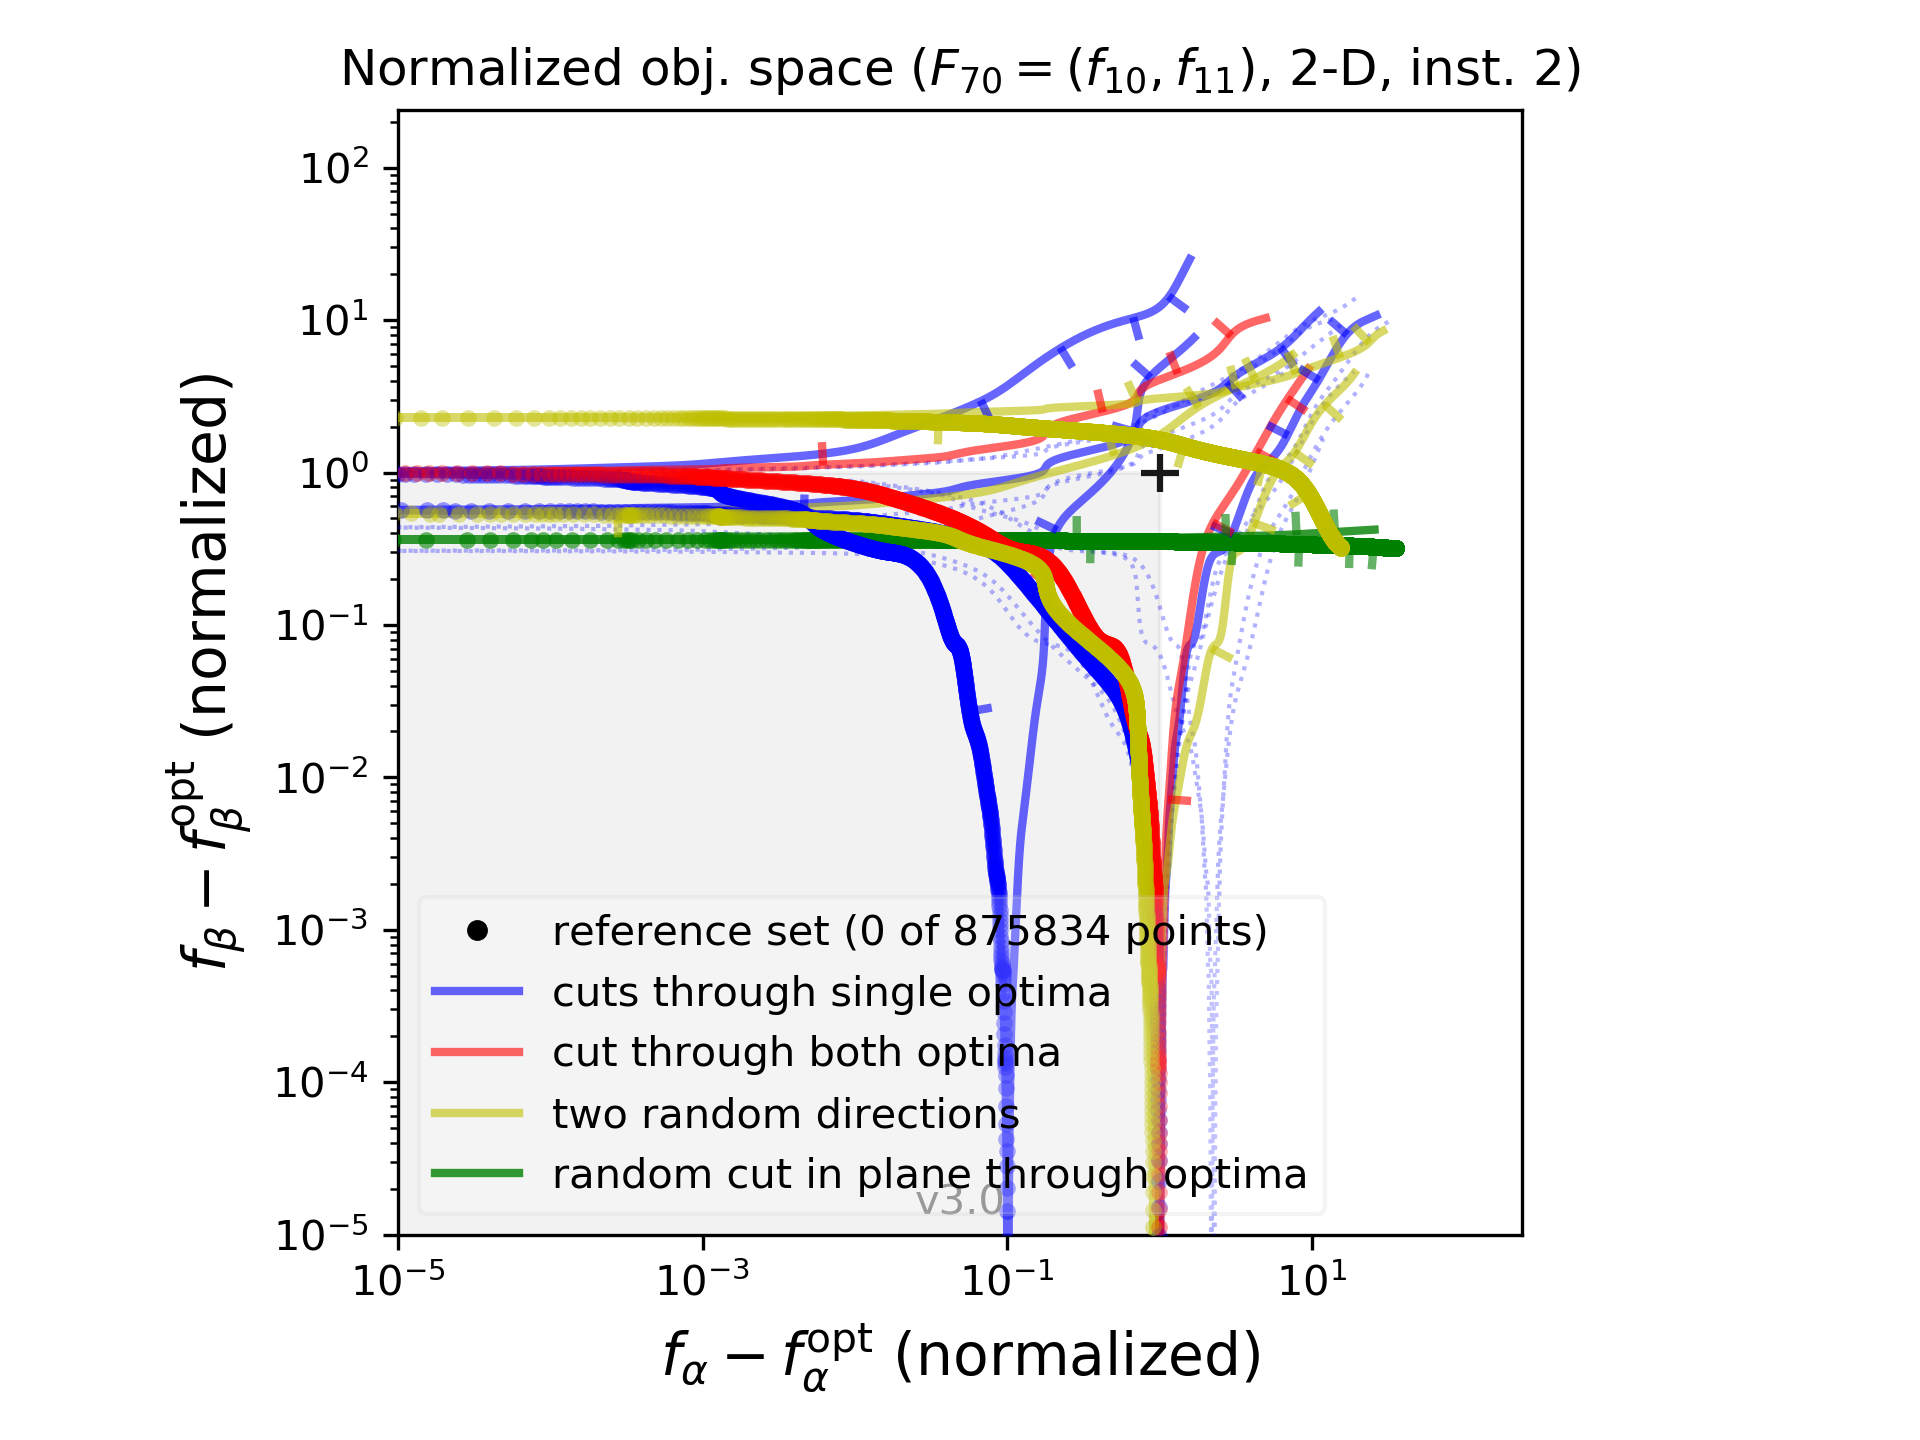 Normalized obj. space (F₇₀ = (f₁₀, f₁₁), 2-D, inst. 2)
f_β − f_β^opt (normalized)
10²
10¹
10⁰
10⁻¹
10⁻²
10⁻³
10⁻⁴
10⁻⁵
reference set (0 of 875834 points)
cuts through single optima
cut through both optima
two random directions
random cut in plane through optima
v3.0
10⁻⁵ 10⁻³ 10⁻¹ 10¹
f_α − f_α^opt (normalized)